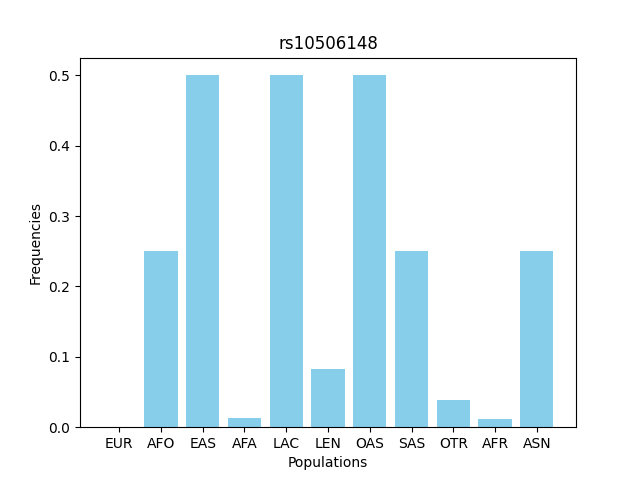 rs10506148
Frequencies
0.5
0.4
0.3
0.2
0.1
0.0
EUR AFO EAS AFA LAC LEN OAS SAS OTR AFR ASN
Populations